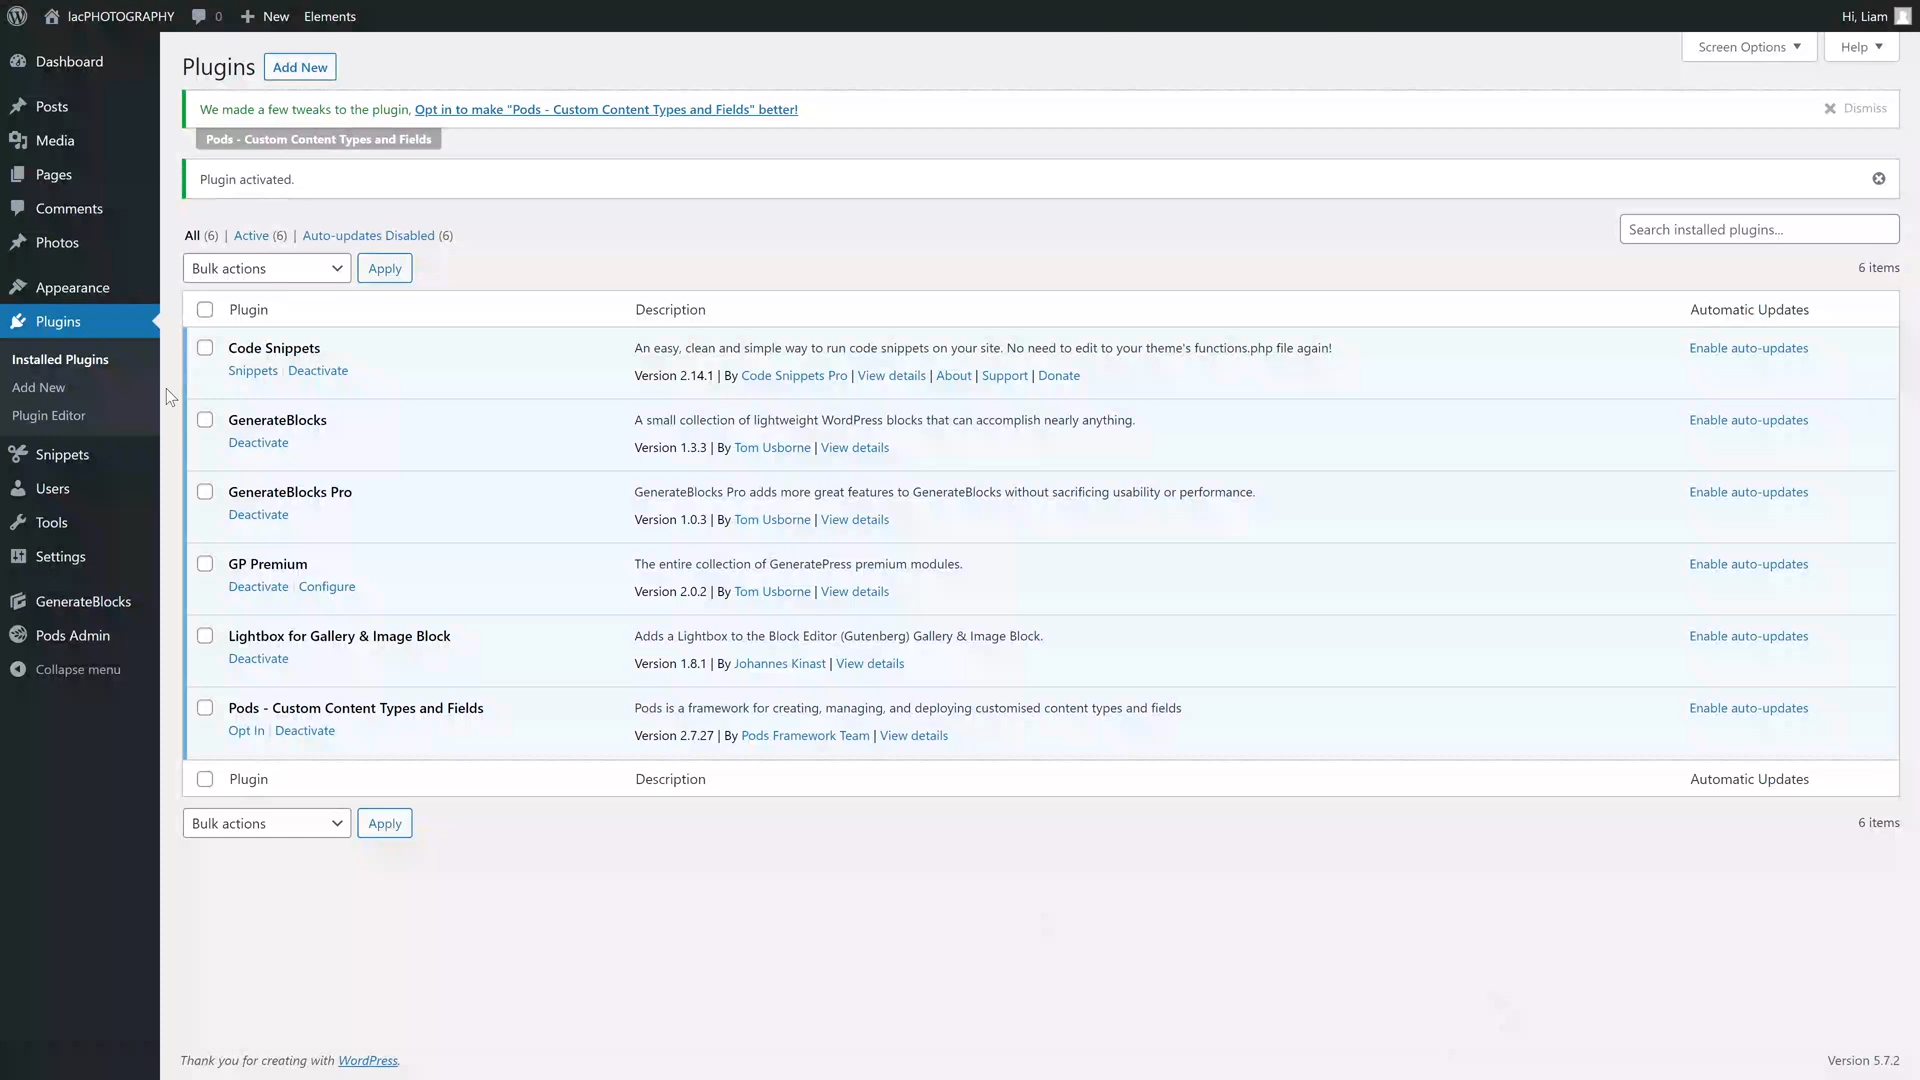 lacPHOTOGRAPHY 0 New Elements Hi, Liam
Dashboard
Posts
Media
Pages
Comments
Photos
Appearance
Plugins
Installed Plugins
Add New
Plugin Editor
Snippets
Users
Tools
Settings
GenerateBlocks
Pods Admin
Collapse menu
Screen Options Help
Plugins Add New
We made a few tweaks to the plugin, Opt in to make "Pods - Custom Content Types and Fields" better! Dismiss
Pods - Custom Content Types and Fields
Plugin activated.
All (6) | Active (6) | Auto-updates Disabled (6)
Search installed plugins...
Bulk actions Apply 6 items
Plugin Description Automatic Updates
Code Snippets An easy, clean and simple way to run code snippets on your site. No need to edit to your theme's functions.php file again! Enable auto-updates
Snippets | Deactivate Version 2.14.1 | By Code Snippets Pro | View details | About | Support | Donate
GenerateBlocks A small collection of lightweight WordPress blocks that can accomplish nearly anything. Enable auto-updates
Deactivate Version 1.3.3 | By Tom Usborne | View details
GenerateBlocks Pro GenerateBlocks Pro adds more great features to GenerateBlocks without sacrificing usability or performance. Enable auto-updates
Deactivate Version 1.0.3 | By Tom Usborne | View details
GP Premium The entire collection of GeneratePress premium modules. Enable auto-updates
Deactivate | Configure Version 2.0.2 | By Tom Usborne | View details
Lightbox for Gallery & Image Block Adds a Lightbox to the Block Editor (Gutenberg) Gallery & Image Block. Enable auto-updates
Deactivate Version 1.8.1 | By Johannes Kinast | View details
Pods - Custom Content Types and Fields Pods is a framework for creating, managing, and deploying customised content types and fields Enable auto-updates
Opt In | Deactivate Version 2.7.27 | By Pods Framework Team | View details
Plugin Description Automatic Updates
Bulk actions Apply 6 items
Thank you for creating with WordPress. Version 5.7.2